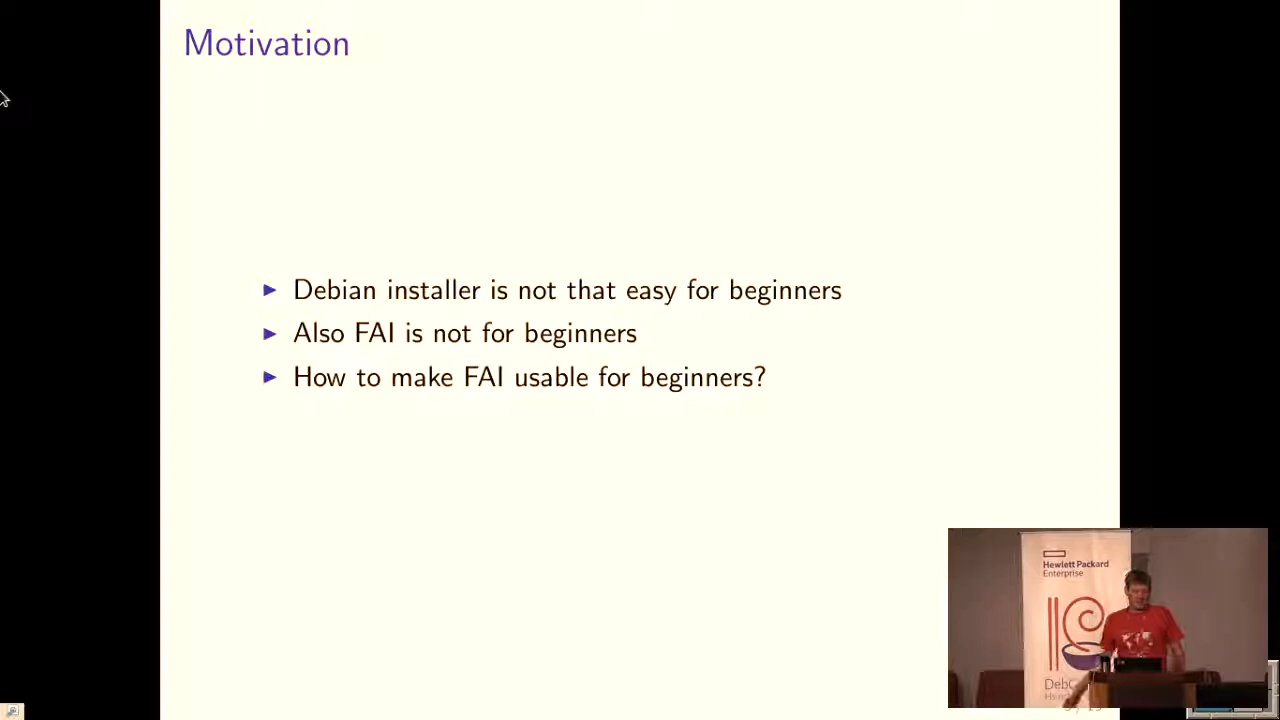 Motivation
Debian installer is not that easy for beginners
Also FAI is not for beginners
How to make FAI usable for beginners?
Hewlett Packard
Enterprise